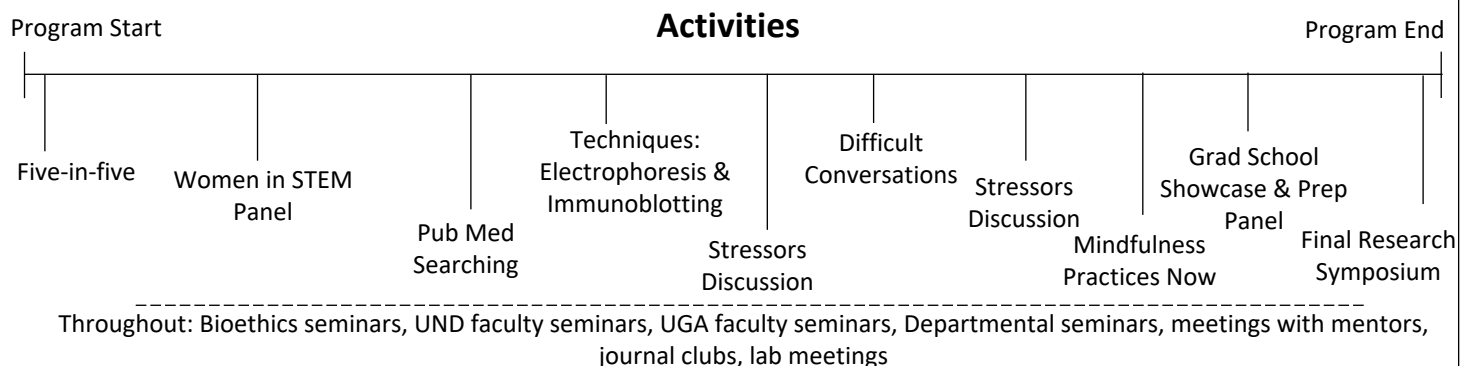 Activities
Program Start
Program End
Five-in-five
Women in STEM
Panel
Pub Med
Searching
Techniques:
Electrophoresis &
Immunoblotting
Stressors
Discussion
Difficult
Conversations
Stressors
Discussion
Mindfulness
Practices Now
Grad School
Showcase & Prep
Panel
Final Research
Symposium
Throughout: Bioethics seminars, UND faculty seminars, UGA faculty seminars, Departmental seminars, meetings with mentors,
journal clubs, lab meetings